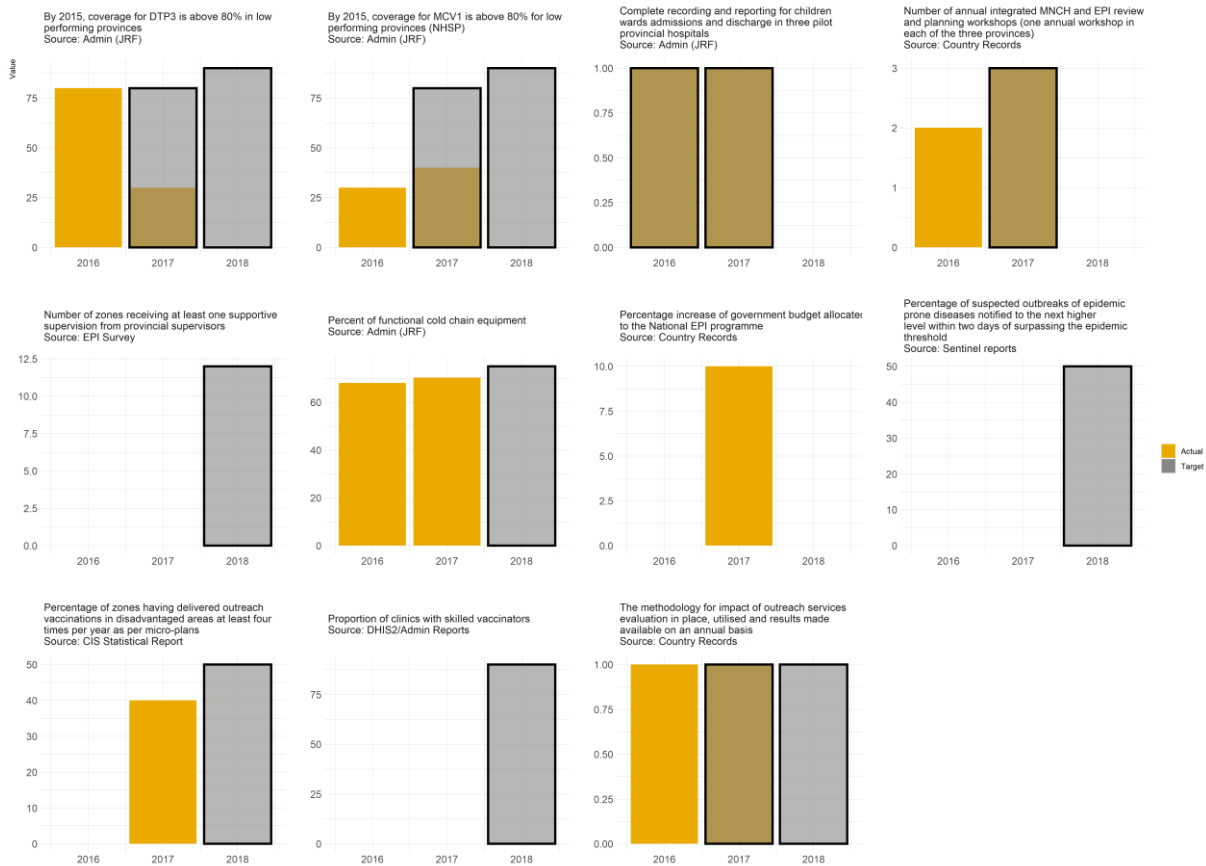 By 2015, coverage for DTP3 is above 80% in low
performing provinces
Source: Admin (JRF)
Value
75
50
25
0
2016 2017 2018
By 2015, coverage for MCV1 is above 80% for low
performing provinces (NHSP)
Source: Admin (JRF)
75
50
25
0
2016 2017 2018
Complete recording and reporting for children
wards admissions and discharge in three pilot
provincial hospitals
Source: Admin (JRF)
1.00
0.75
0.50
0.25
0.00
2016 2017 2018
Number of annual integrated MNCH and EPI review
and planning workshops (one annual workshop in
each of the three provinces)
Source: Country Records
3
2
1
0
2016 2017 2018
Number of zones receiving at least one supportive
supervision from provincial supervisors
Source: EPI Survey
12.5
10.0
7.5
5.0
2.5
0.0
2016 2017 2018
Percent of functional cold chain equipment
Source: Admin (JRF)
60
40
20
0
2016 2017 2018
Percentage increase of government budget allocated
to the National EPI programme
Source: Country Records
10.0
7.5
5.0
2.5
0.0
2016 2017 2018
Percentage of suspected outbreaks of epidemic
prone diseases notified to the next higher
level within two days of surpassing the epidemic
threshold
Source: Sentinel reports
50
40
30
20
10
0
2016 2017 2018
Actual
Target
Percentage of zones having delivered outreach
vaccinations in disadvantaged areas at least four
times per year as per micro-plans
Source: CIS Statistical Report
50
40
30
20
10
0
2016 2017 2018
Proportion of clinics with skilled vaccinators
Source: DHIS2/Admin Reports
75
50
25
0
2016 2017 2018
The methodology for impact of outreach services
evaluation in place, utilised and results made
available on an annual basis
Source: Country Records
1.00
0.75
0.50
0.25
0.00
2016 2017 2018